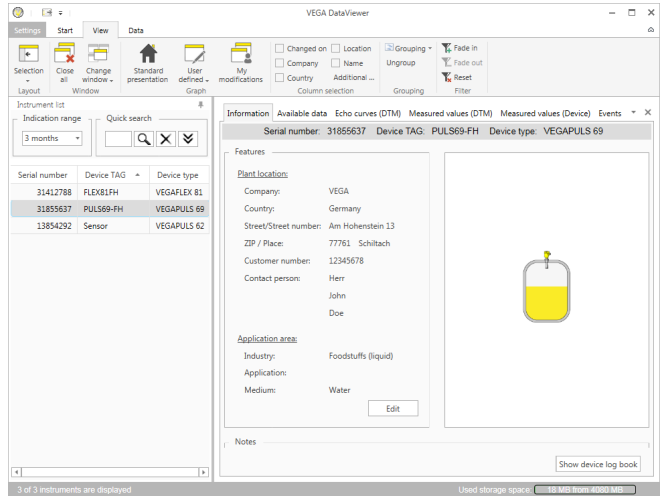 VEGA DataViewer
Settings Start View Data
Selection Close all Change window Standard presentation User defined My modifications
Changed on Location Grouping Fade in
Company Name Ungroup Fade out
Country Additional ... Reset
Layout Window Graph Column selection Grouping Filter
Instrument list
Indication range Quick search
3 months
Serial number Device TAG Device type
31412788 FLEX81FH VEGAFLEX 81
31855637 PULS69-FH VEGAPULS 69
13854292 Sensor VEGAPULS 62
Information Available data Echo curves (DTM) Measured values (DTM) Measured values (Device) Events
Serial number: 31855637 Device TAG: PULS69-FH Device type: VEGAPULS 69
Features
Plant location:
Company: VEGA
Country: Germany
Street/Street number: Am Hohenstein 13
ZIP / Place: 77761 Schiltach
Customer number: 12345678
Contact person: Herr
John
Doe
Application area:
Industry: Foodstuffs (liquid)
Application:
Medium: Water
Edit
Notes
Show device log book
3 of 3 instruments are displayed
Used storage space: 18 MB from 4080 MB